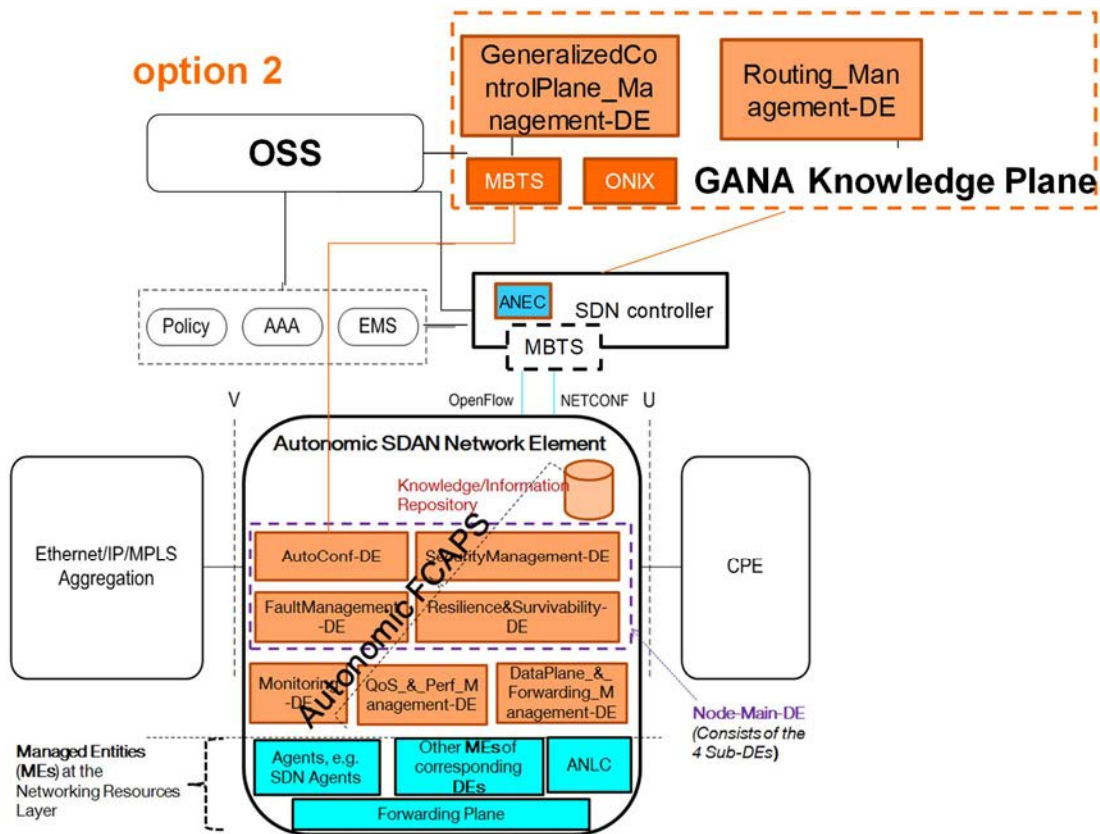 option 2
GeneralizedCo
ntrolPlane_Ma
nagement-DE
Routing_Man
agement-DE
OSS
MBTS
ONIX
GANA Knowledge Plane
ANEC
SDN controller
Policy
AAA
EMS
MBTS
V
OpenFlow
NETCONF
U
Autonomic SDAN Network Element
Knowledge/Information
Repository
Ethernet/IP/MPLS
Aggregation
AutoConf-DE
SecurityManagement-DE
CPE
FaultManagement
-DE
Resilience&Survivability-
DE
Autonomic FCAPS
Monitoring
-DE
QoS_&_Perf_M
anagement-DE
DataPlane_&_
Forwarding_M
anagement-DE
Node-Main-DE
(Consists of the
4 Sub-DEs)
Managed Entities
(MEs) at the
Networking Resources
Layer
Agents, e.g.
SDN Agents
Other MEs of
corresponding
DEs
ANLC
Forwarding Plane